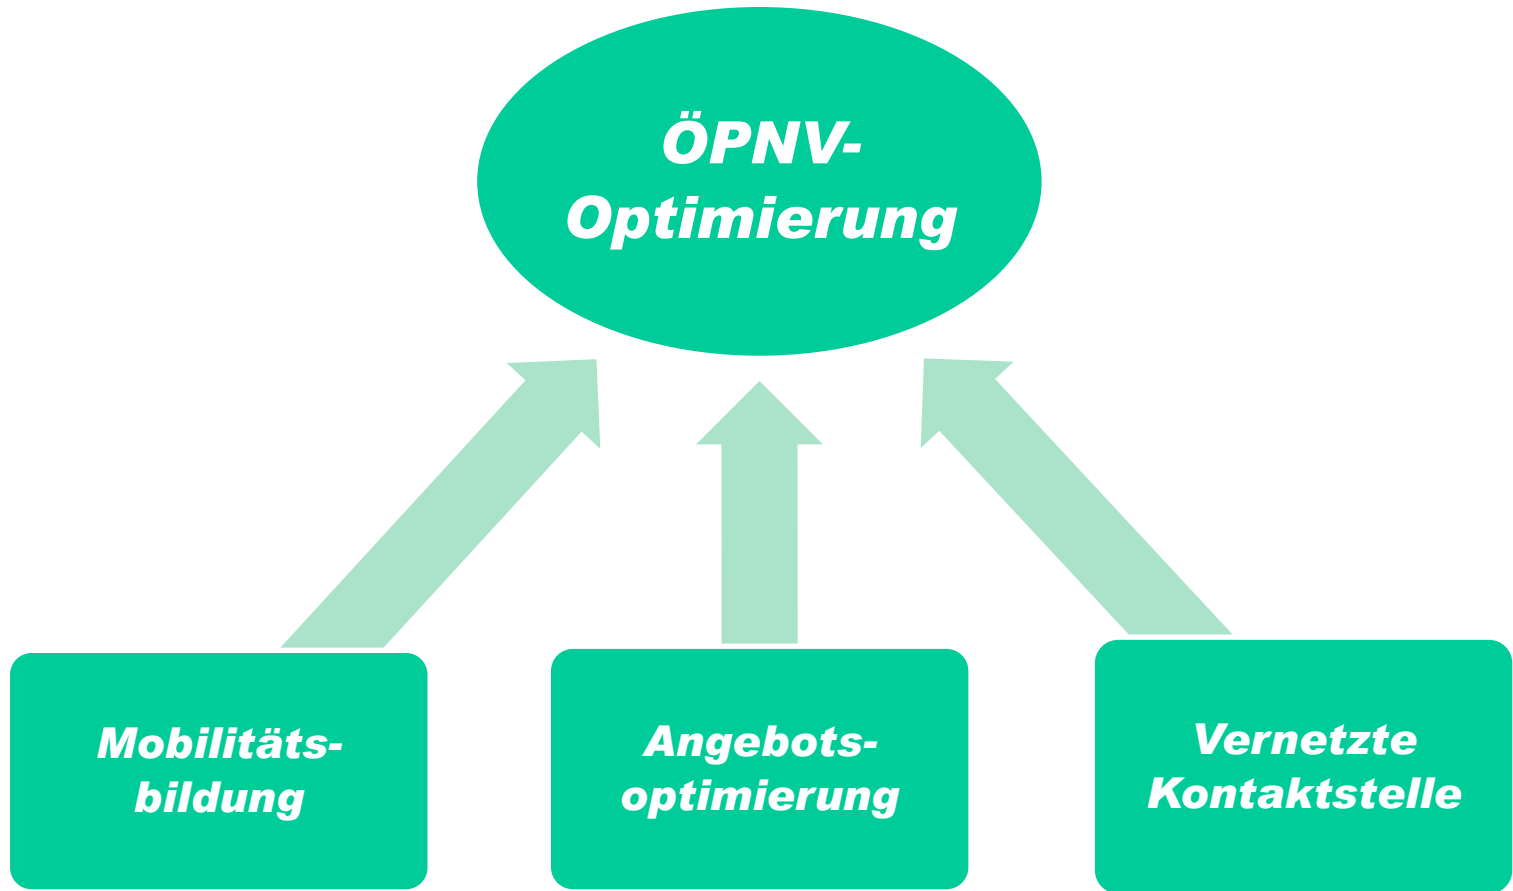 ÖPNV-
Optimierung
Mobilitäts-
bildung
Angebots-
optimierung
Vernetzte
Kontaktstelle